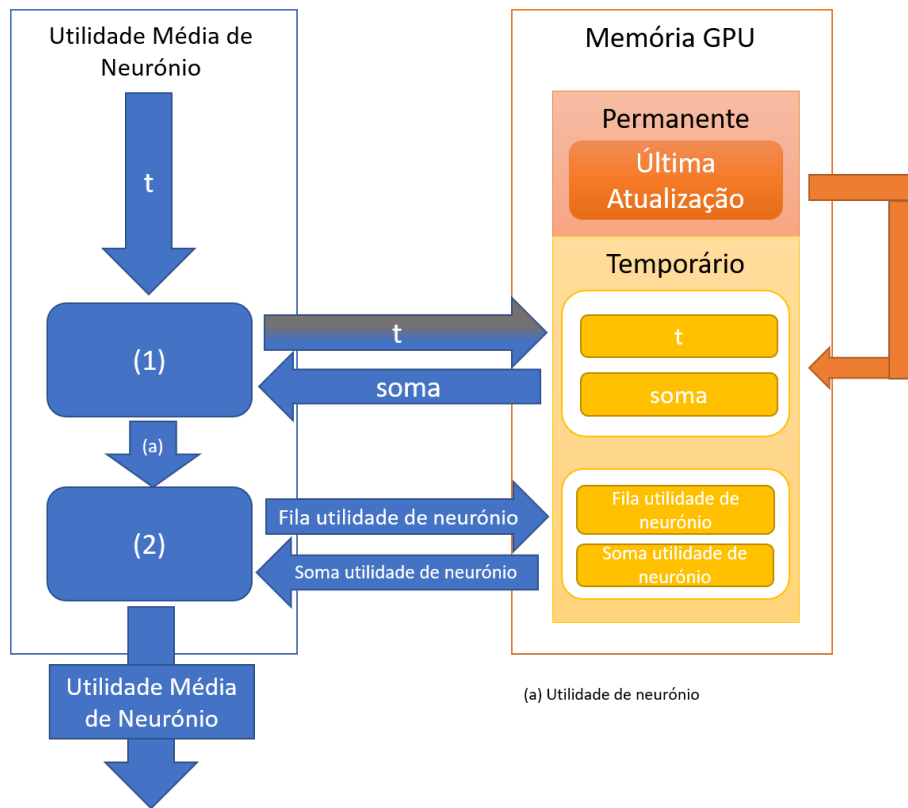 Utilidade Média de
Neurónio
t
(1)
(a)
(2)
Utilidade Média
de Neurónio
t
soma
Fila utilidade de neurónio
Soma utilidade de neurónio
Memória GPU
Permanente
Última
Atualização
Temporário
t
soma
Fila utilidade de
neurónio
Soma utilidade de
neurónio
(a) Utilidade de neurónio